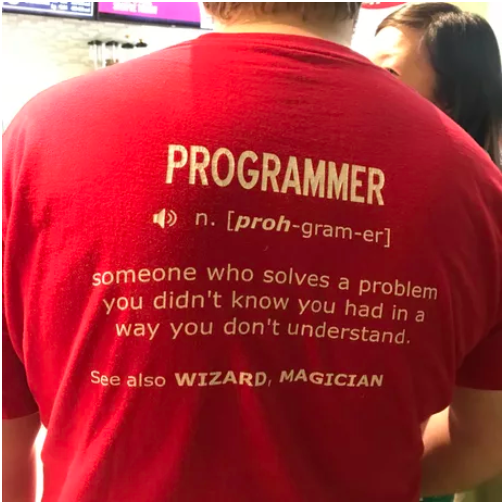 PROGRAMMER
n. [proh-gram-er]
someone who solves a problem
you didn't know you had in a
way you don't understand.
See also WIZARD, MAGICIAN